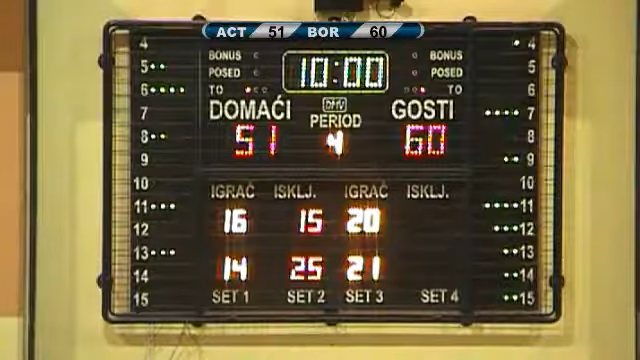 ACT 51 BOR 60
4 BONUS 10:00 BONUS 4
5 POSED POSED 5
6 TO TO 6
7 DOMAĆI PERIOD GOSTI 7
8 51 4 60 8
9 9
10 10
IGRAČ ISKLJ. IGRAČ ISKLJ.
11 16 15 20 11
12 12
13 13
14 14 25 21 14
15 SET 1 SET 2 SET 3 SET 4 15